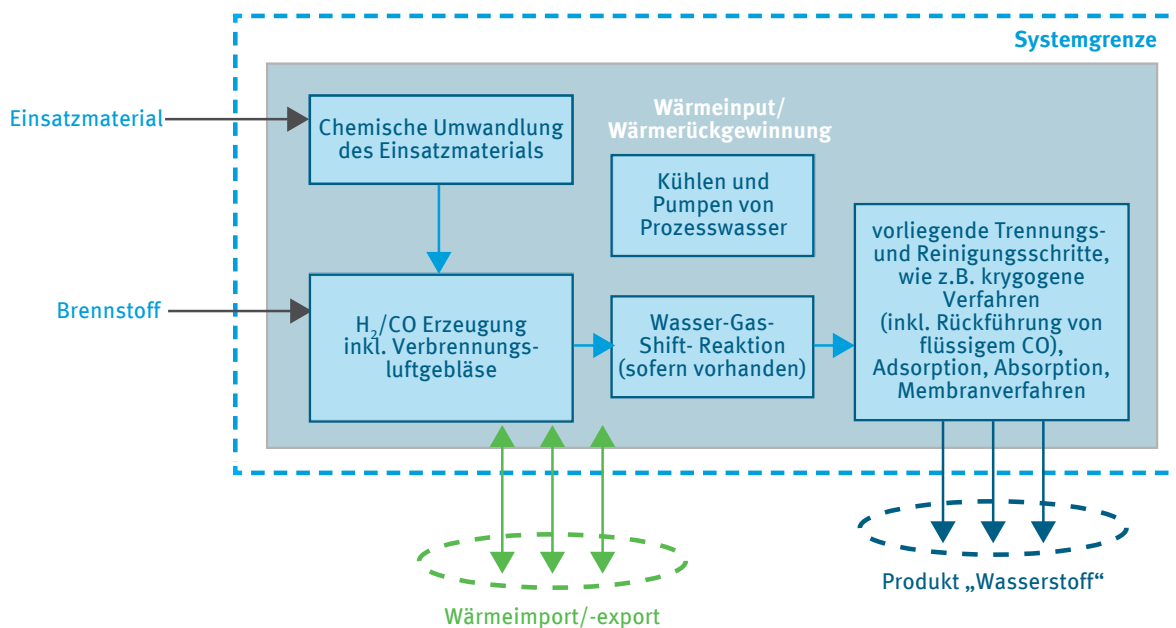 Systemgrenze
Einsatzmaterial
Chemische Umwandlung
des Einsatzmaterials
Wärmeinput/
Wärmerückgewinnung
Kühlen und
Pumpen von
Prozesswasser
vorliegende Trennungs-
und Reinigungsschritte,
wie z.B. krygogene
Verfahren
(inkl. Rückführung von
flüssigem CO),
Adsorption, Absorption,
Membranverfahren
Brennstoff
H₂/CO Erzeugung
inkl. Verbrennungs-
luftgebläse
Wasser-Gas-
Shift- Reaktion
(sofern vorhanden)
Produkt „Wasserstoff“
Wärmeimport/-export